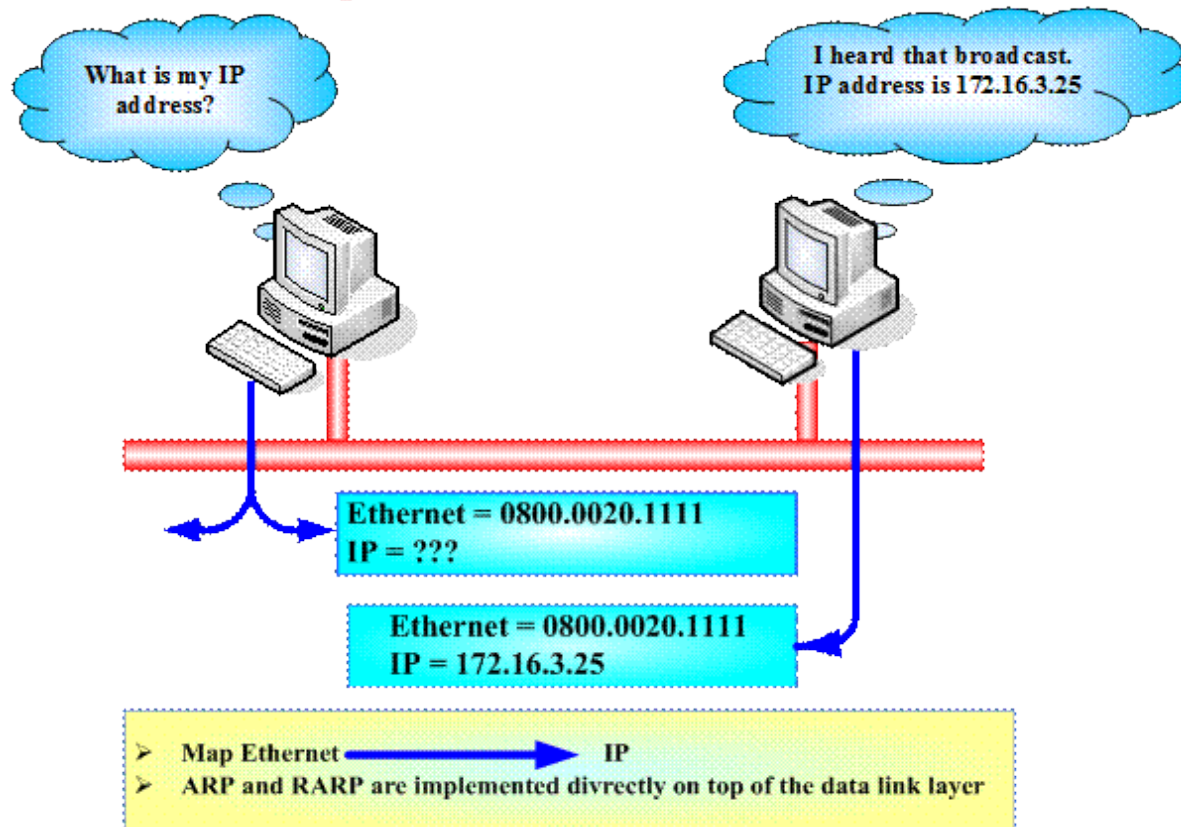 What is my IP
address?
I heard that broadcast.
IP address is 172.16.3.25
Ethernet = 0800.0020.1111
IP = ???
Ethernet = 0800.0020.1111
IP = 172.16.3.25
➢ Map Ethernet IP
➢ ARP and RARP are implemented divrectly on top of the data link layer